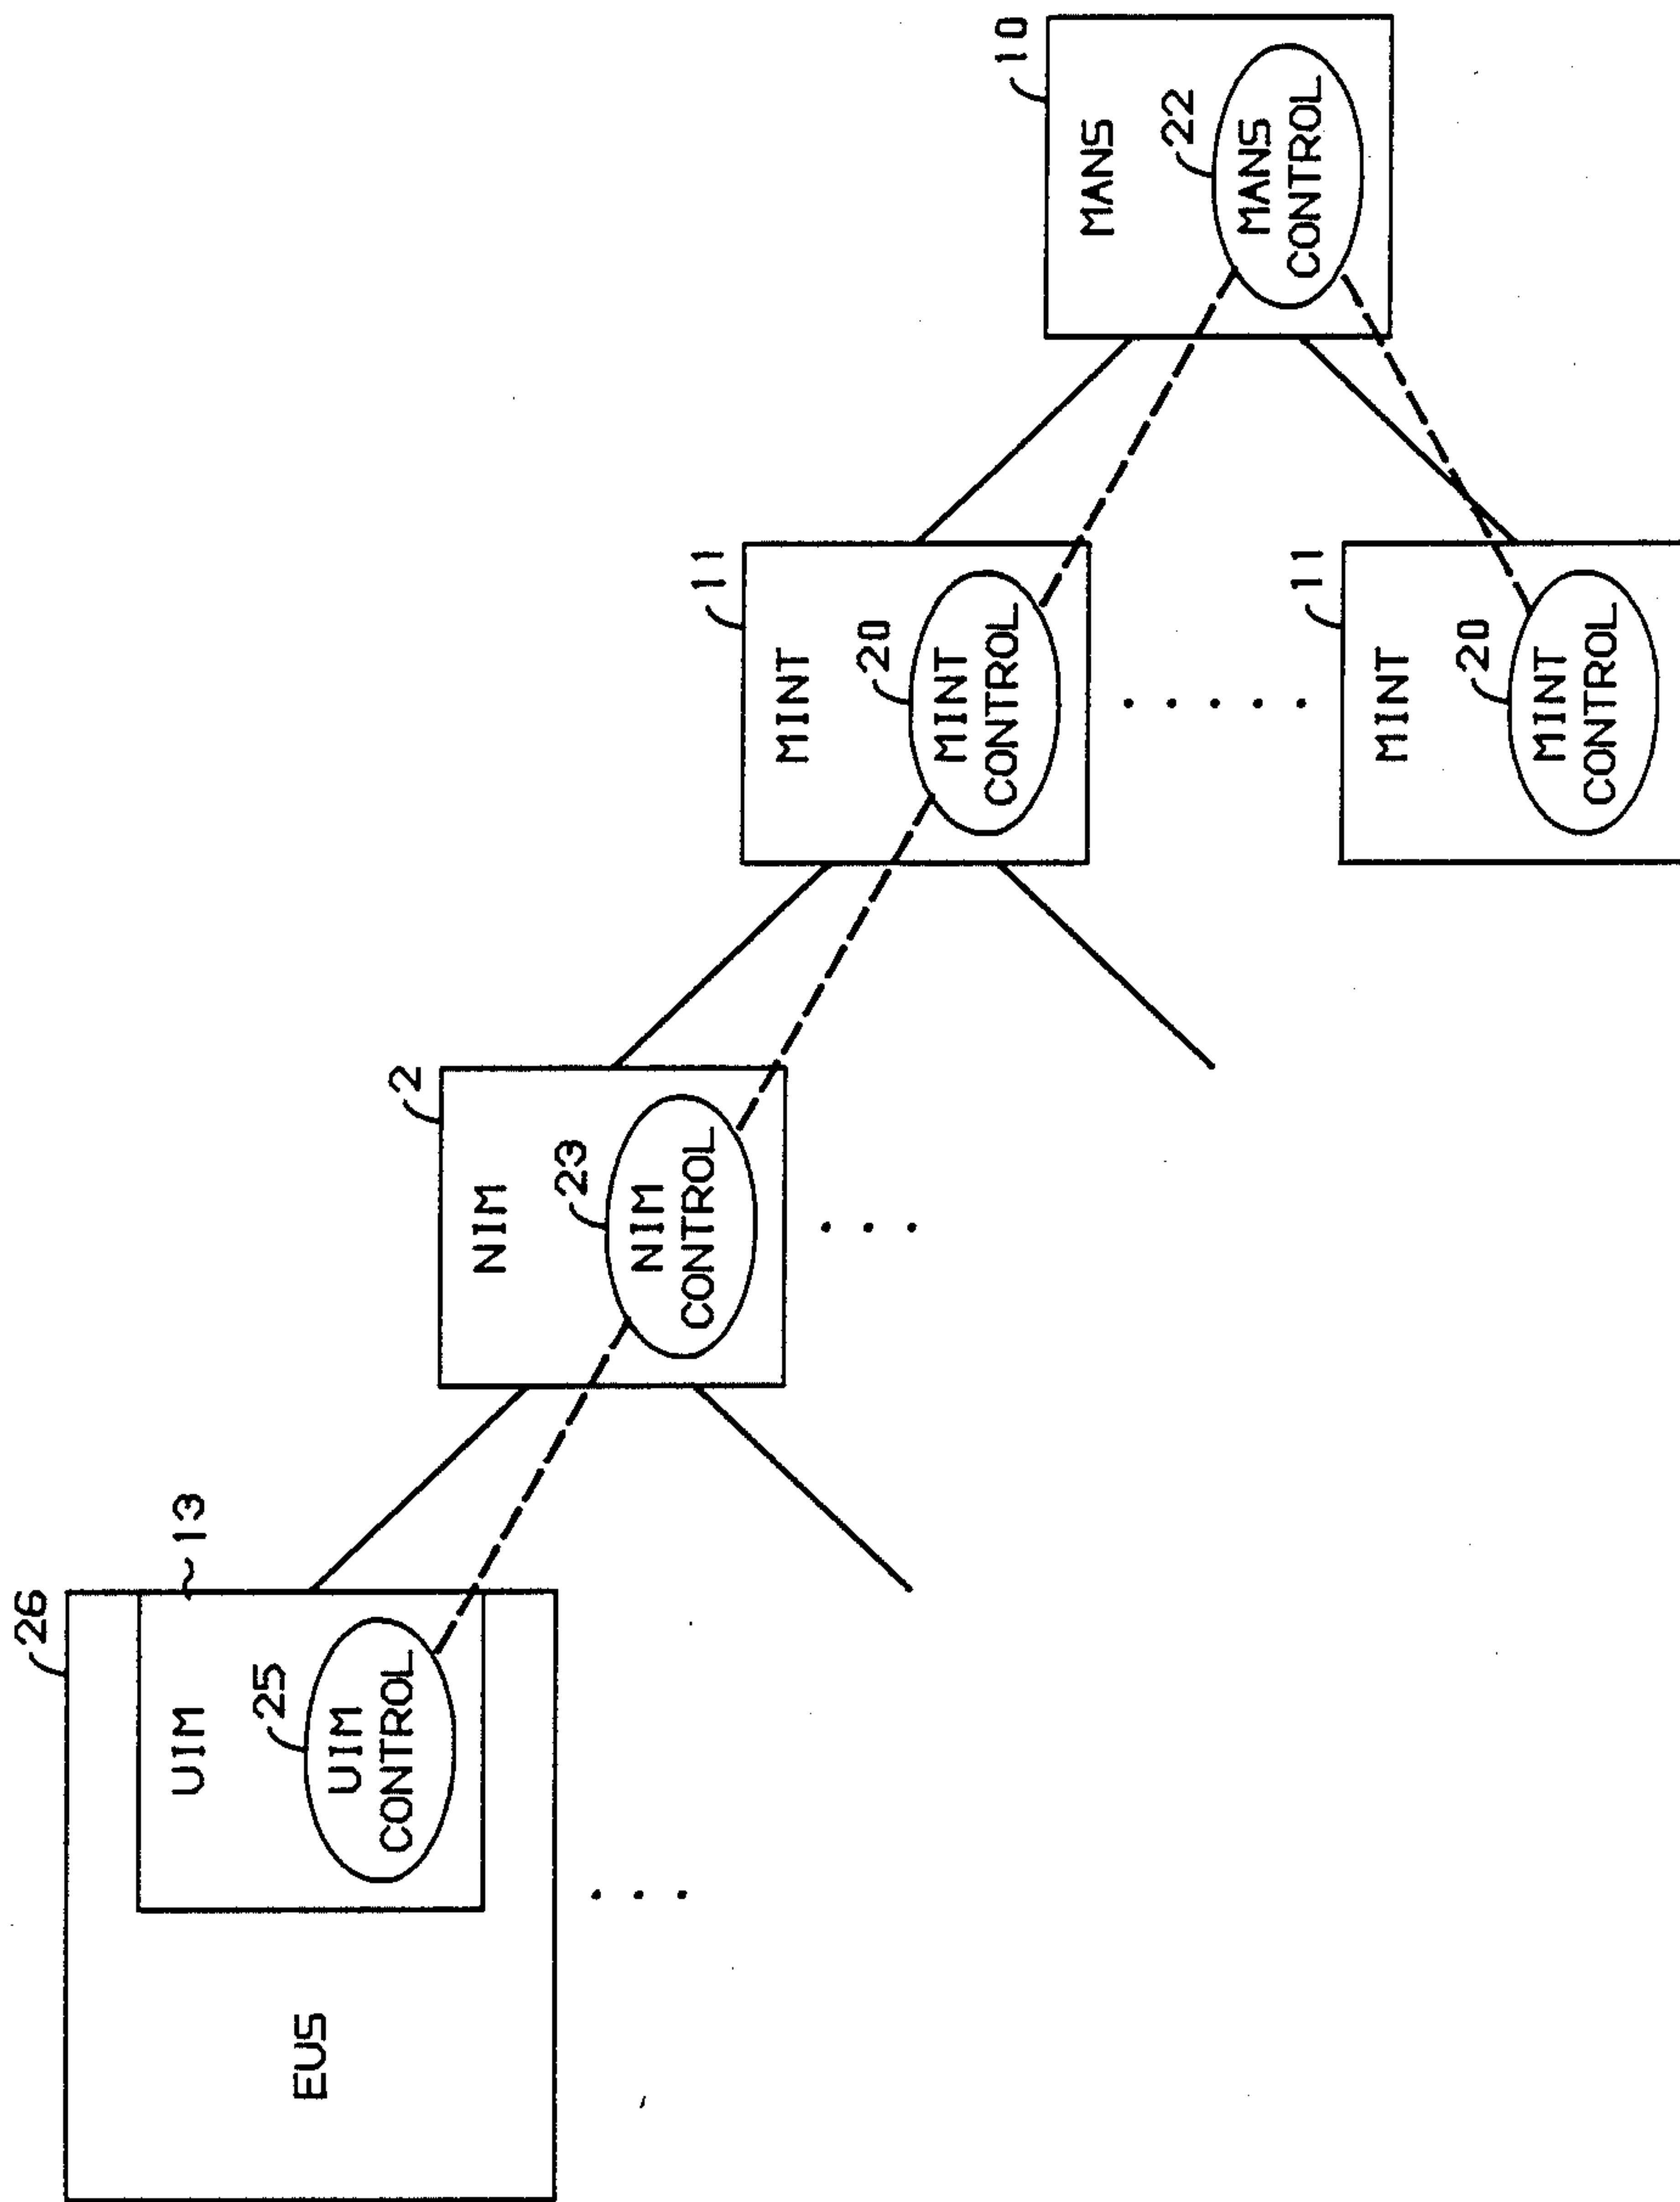 26
13
EUS
UIM
25
UIM
CONTROL
2
NIM
23
NIM
CONTROL
11
MINT
20
MINT
CONTROL
10
MANS
22
MANS
CONTROL
11
MINT
20
MINT
CONTROL